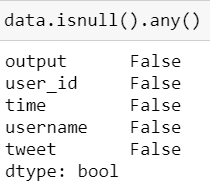 data.isnull().any()
output False
user_id False
time False
username False
tweet False
dtype: bool